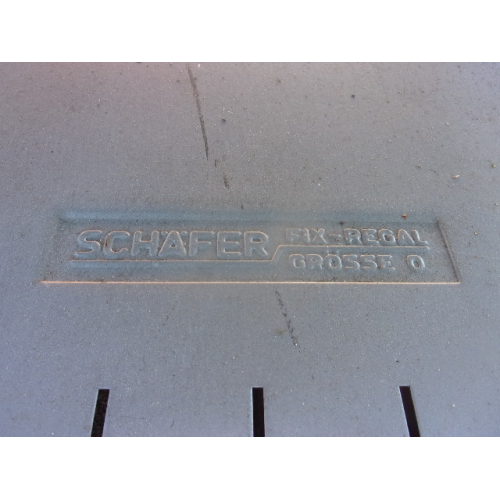 SCHÄFER
FIX-REGAL
GRÖSSE 0